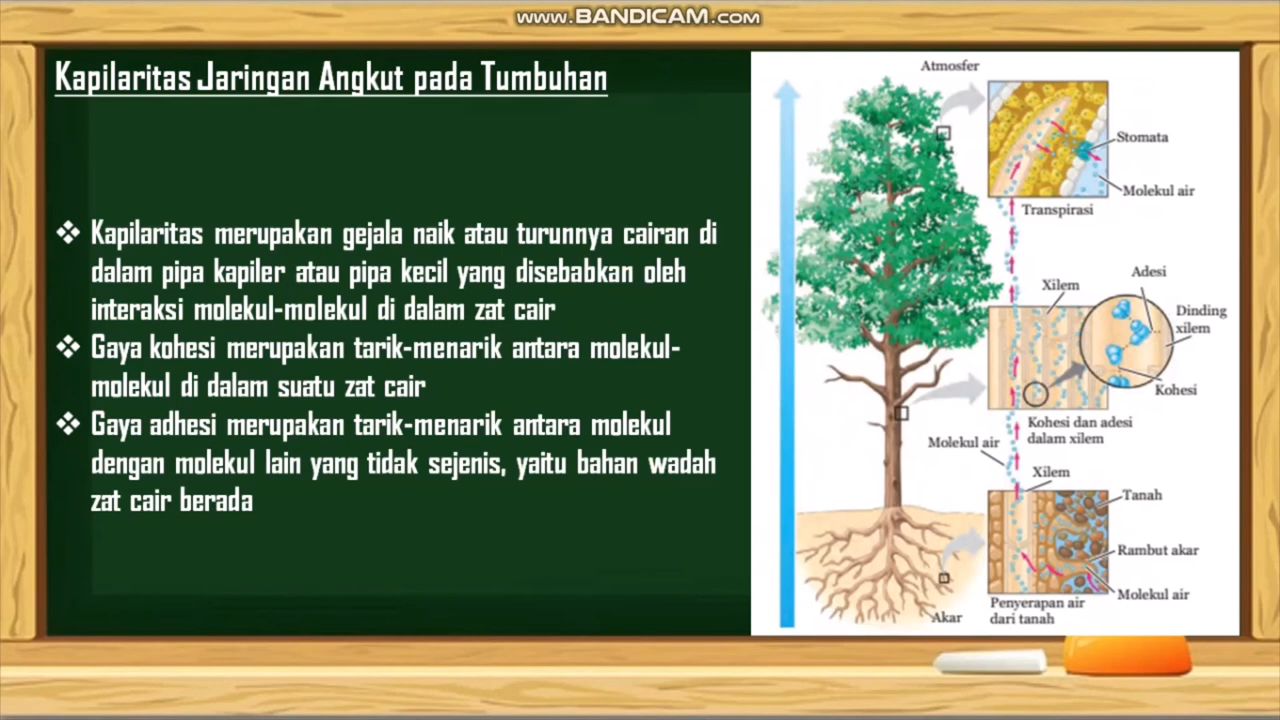 www.BANDICAM.com
Kapilaritas Jaringan Angkut pada Tumbuhan
❖ Kapilaritas merupakan gejala naik atau turunnya cairan di
dalam pipa kapiler atau pipa kecil yang disebabkan oleh
interaksi molekul-molekul di dalam zat cair
❖ Gaya kohesi merupakan tarik-menarik antara molekul-
molekul di dalam suatu zat cair
❖ Gaya adhesi merupakan tarik-menarik antara molekul
dengan molekul lain yang tidak sejenis, yaitu bahan wadah
zat cair berada
Atmosfer
Stomata
Molekul air
Transpirasi
Adesi
Xilem
Dinding
xilem
Kohesi
Kohesi dan adesi
dalam xilem
Molekul air
Xilem
Tanah
Rambut akar
Molekul air
Penyerapan air
dari tanah
Akar